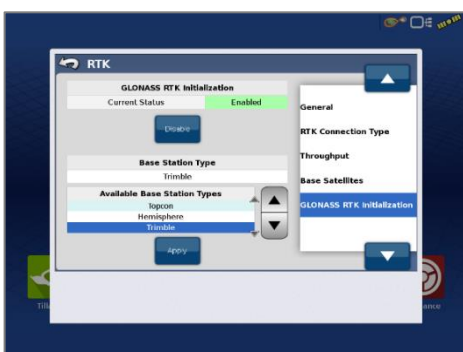 RTK
GLONASS RTK Initialization
Current Status Enabled
Disable
Base Station Type
Trimble
Available Base Station Types
Topcon
Hemisphere
Trimble
Apply
General
RTK Connection Type
Throughput
Base Satellites
GLONASS RTK Initialization